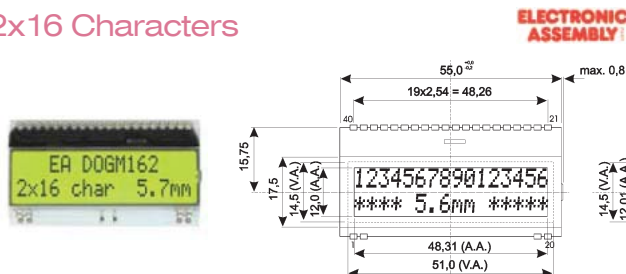 2x16 Characters
ELECTRONIC
ASSEMBLY
EA DOGM162
2x16 char 5.7mm
55,0
max. 0,8
19x2,54 = 48,26
40
21
15,75
17,5
14,5 (V.A.)
12,0 (A.A.)
1234567890123456
**** 5.6mm *****
14,5 (V.A.)
12,01 (A.A.)
1
20
48,31 (A.A.)
51,0 (V.A.)